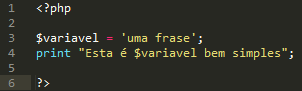 1 <?php
2
3 $variavel = 'uma frase';
4 print "Esta é $variavel bem simples";
5
6 ?>